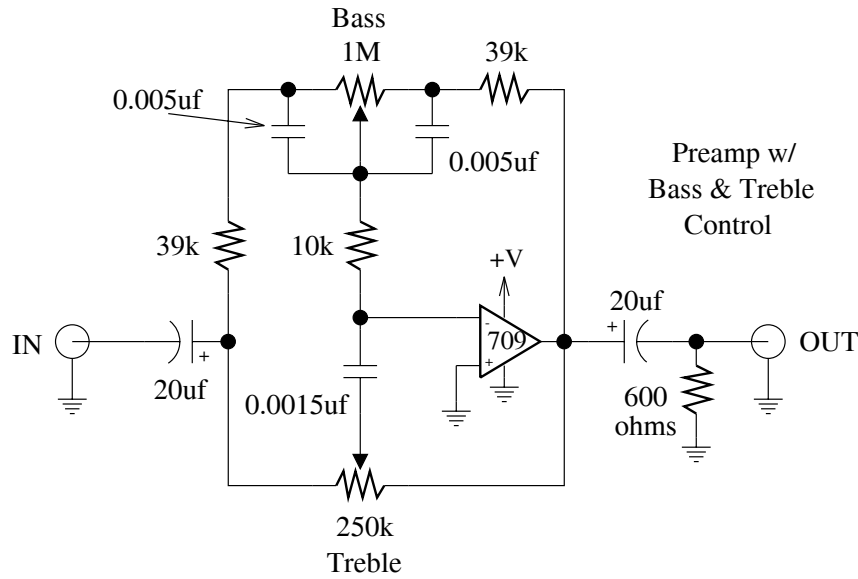 Bass
1M
39k
0.005uf
0.005uf
Preamp w/
Bass & Treble
Control
39k
10k
+V
20uf
IN
+
20uf
-
709
+
+
OUT
0.0015uf
600
ohms
250k
Treble